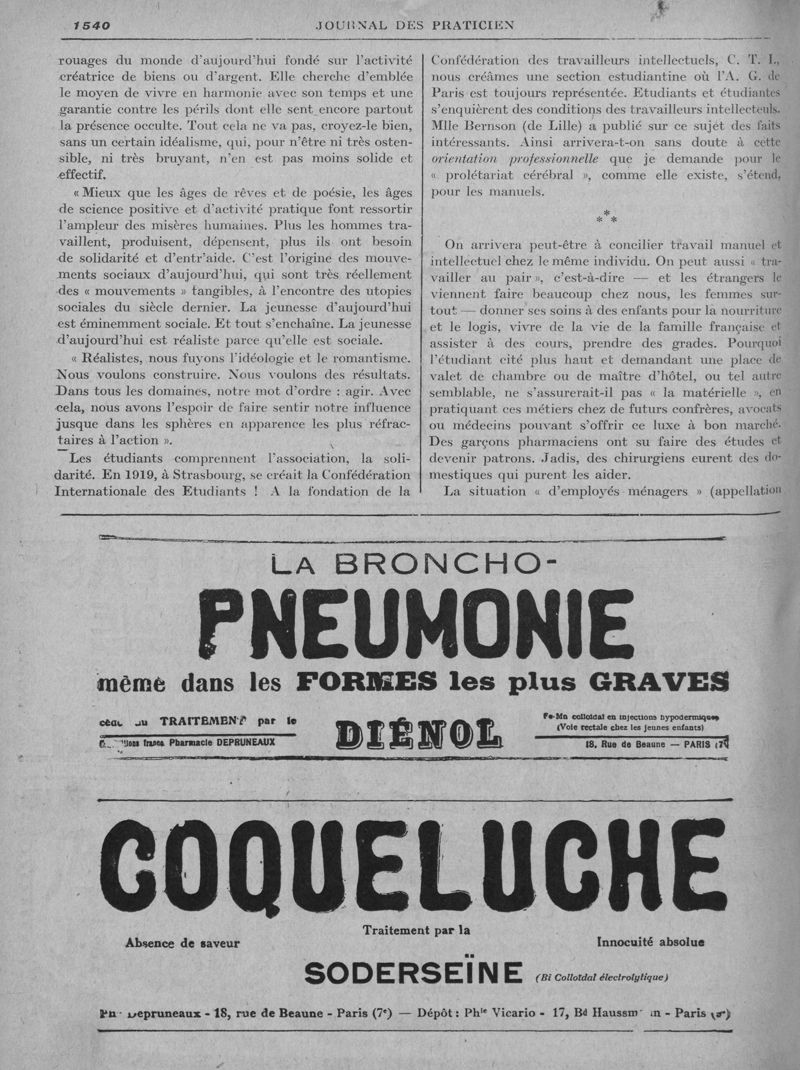 1540
JOURNAL DES PRATICIEN
rouages du monde d'aujourd'hui fondé sur l'activité
créatrice de biens ou d'argent. Elle cherche d'emblée
le moyen de vivre en harmonie avec son temps et une
garantie contre les périls dont elle sent encore partout
la présence occulte. Tout cela ne va pas, croyez-le bien,
sans un certain idéalisme, qui, pour n'être ni très osten-
sible, ni très bruyant, n'en est pas moins solide et
effectif.
« Mieux que les âges de rêves et de poésie, les âges
de science positive et d'activité pratique font ressortir
l'ampleur des misères humaines. Plus les hommes tra-
vaillent, produisent, dépensent, plus ils ont besoin
de solidarité et d'entr'aide. C'est l'origine des mouve-
ments sociaux d'aujourd'hui, qui sont très réellement
des « mouvements » tangibles, à l'encontre des utopies
sociales du siècle dernier. La jeunesse d'aujourd'hui
est éminemment sociale. Et tout s'enchaîne. La jeunesse
d'aujourd'hui est réaliste parce qu'elle est sociale.
« Réalistes, nous fuyons l'idéologie et le romantisme.
Nous voulons construire. Nous voulons des résultats.
Dans tous les domaines, notre mot d'ordre : agir. Avec
cela, nous avons l'espoir de faire sentir notre influence
jusque dans les sphères en apparence les plus réfrac-
taires à l'action ».
Les étudiants comprennent l'association, la soli-
darité. En 1919, à Strasbourg, se créait la Confédération
Internationale des Etudiants ! A la fondation de la
Confédération des travailleurs intellectuels, C. T. I.,
nous créâmes une section estudiantine où l'A. G. de
Paris est toujours représentée. Etudiants et étudiantes
s'enquièrent des conditions des travailleurs intellectuls.
Mlle Bernson (de Lille) a publié sur ce sujet des faits
intéressants. Ainsi arrivera-t-on sans doute à cette
orientation professionnelle que je demande pour le
« prolétariat cérébral », comme elle existe, s'étend,
pour les manuels.
*
* *
On arrivera peut-être à concilier travail manuel et
intellectuel chez le même individu. On peut aussi « tra-
vailler au pair », c'est-à-dire — et les étrangers le
viennent faire beaucoup chez nous, les femmes sur-
tout — donner ses soins à des enfants pour la nourriture
et le logis, vivre de la vie de la famille française et
assister à des cours, prendre des grades. Pourquoi
l'étudiant cité plus haut et demandant une place de
valet de chambre ou de maître d'hôtel, ou tel autre
semblable, ne s'assurerait-il pas « la matérielle », en
pratiquant ces métiers chez de futurs confrères, avocats
ou médecins pouvant s'offrir ce luxe à bon marché.
Des garçons pharmaciens ont su faire des études et
devenir patrons. Jadis, des chirurgiens eurent des do-
mestiques qui purent les aider.
La situation « d'employés ménagers » (appellation
LA BRONCHO-
PNEUMONIE
même dans les FORMES les plus GRAVES
TRAITEMENT par le
Pharmacie DEPRUNEAUX
DIÉNOL
Fe-Mn colloïdal en injections hypodermiques
(Voie rectale chez les jeunes enfants)
18, Rue de Beaune — PARIS (7e)
COQUELUCHE
Traitement par la
Absence de saveur
Innocuité absolue
SODERSEÏNE (Bi Colloïdal électrolytique)
Depruneaux - 18, rue de Beaune - Paris (7e) — Dépôt : Phie Vicario - 17, Bd Haussm - Paris